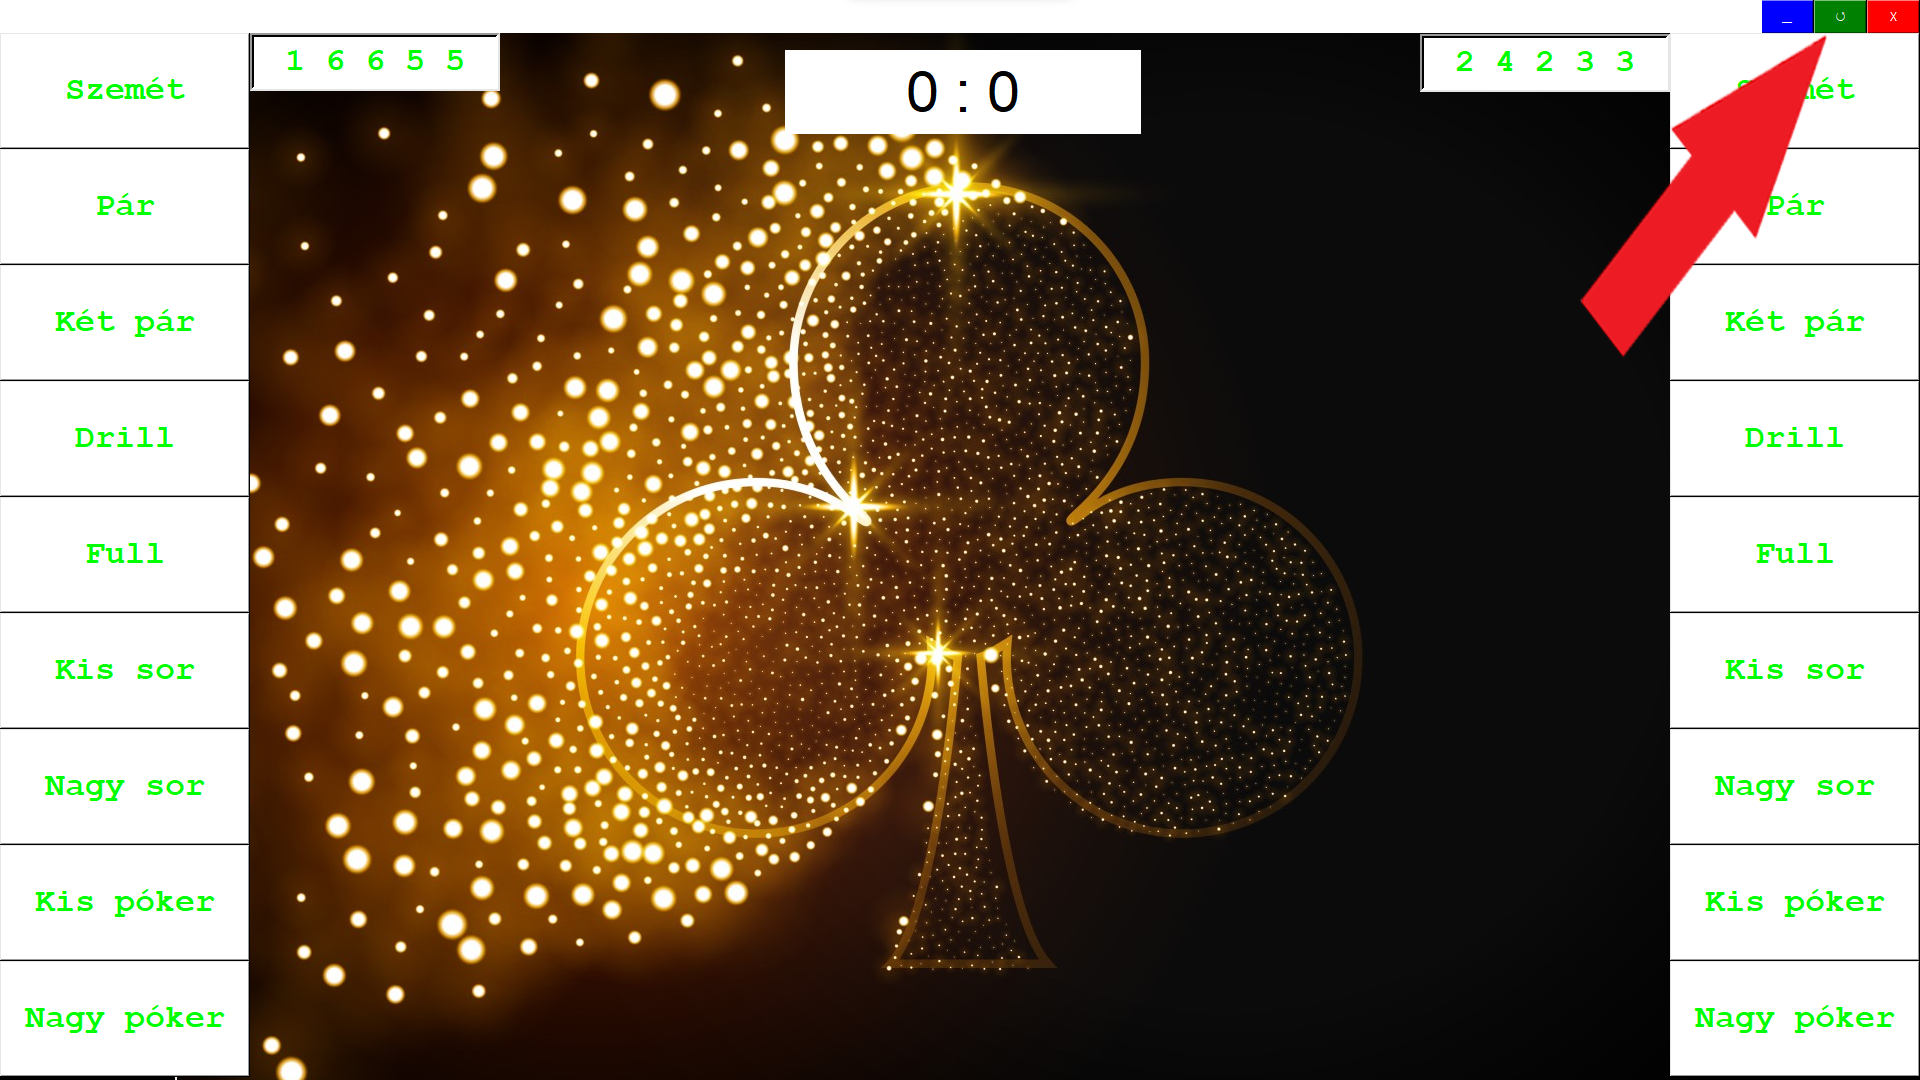 _ ↺ X
1 6 6 5 5
0 : 0
2 4 2 3 3
Szemét
Pár
Két pár
Drill
Full
Kis sor
Nagy sor
Kis póker
Nagy póker
Pár
Két pár
Drill
Full
Kis sor
Nagy sor
Kis póker
Nagy póker